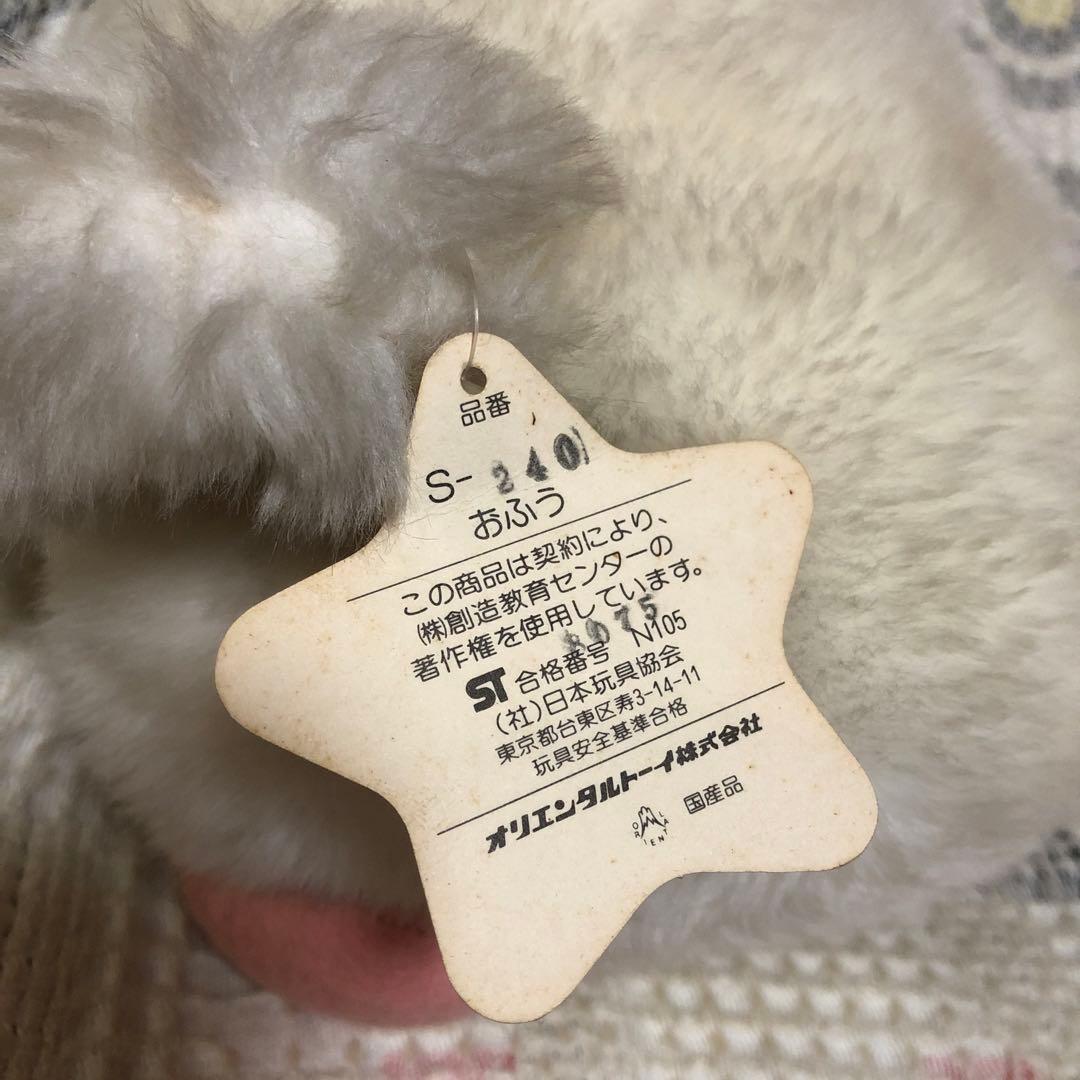 品番
S- 2401
おふう
この商品は契約により、
(株)創造教育センターの
著作権を使用しています。
8075
ST 合格番号 N105
(社)日本玩具協会
東京都台東区寿3-14-11
玩具安全基準合格
オリエンタルトーイ株式会社
ORIENTAL 国産品